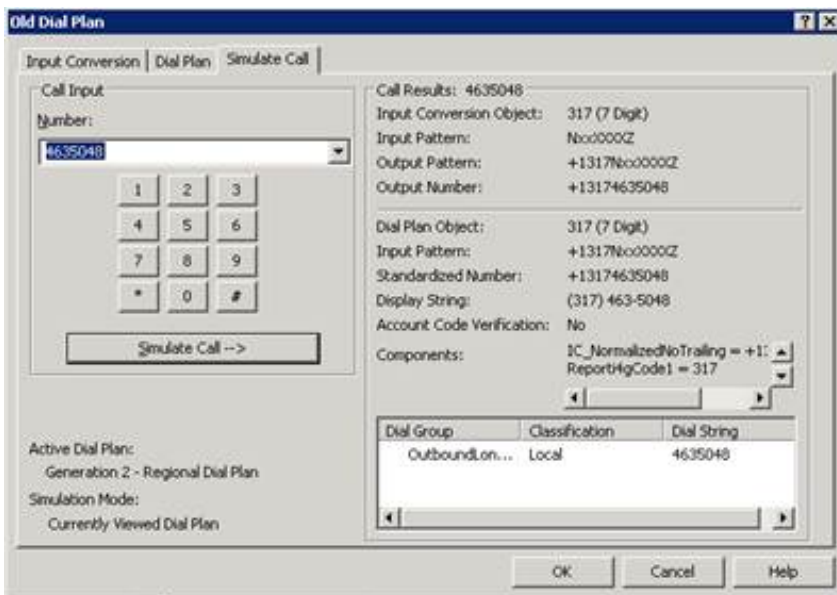 Old Dial Plan
Input Conversion
Dial Plan
Simulate Call
Call Input
Number:
4635048
1 2 3
4 5 6
7 8 9
* 0 #
Simulate Call -->
Active Dial Plan:
Generation 2 - Regional Dial Plan
Simulation Mode:
Currently Viewed Dial Plan
Call Results: 4635048
Input Conversion Object: 317 (7 Digit)
Input Pattern: NxxXXXXZ
Output Pattern: +1317NxxXXXXZ
Output Number: +13174635048
Dial Plan Object: 317 (7 Digit)
Input Pattern: +1317NxxXXXXZ
Standardized Number: +13174635048
Display String: (317) 463-5048
Account Code Verification: No
Components: IC_NormalizedNoTrailing = +1
ReportingCode1 = 317
Dial Group Classification Dial String
OutboundLon... Local 4635048
OK Cancel Help